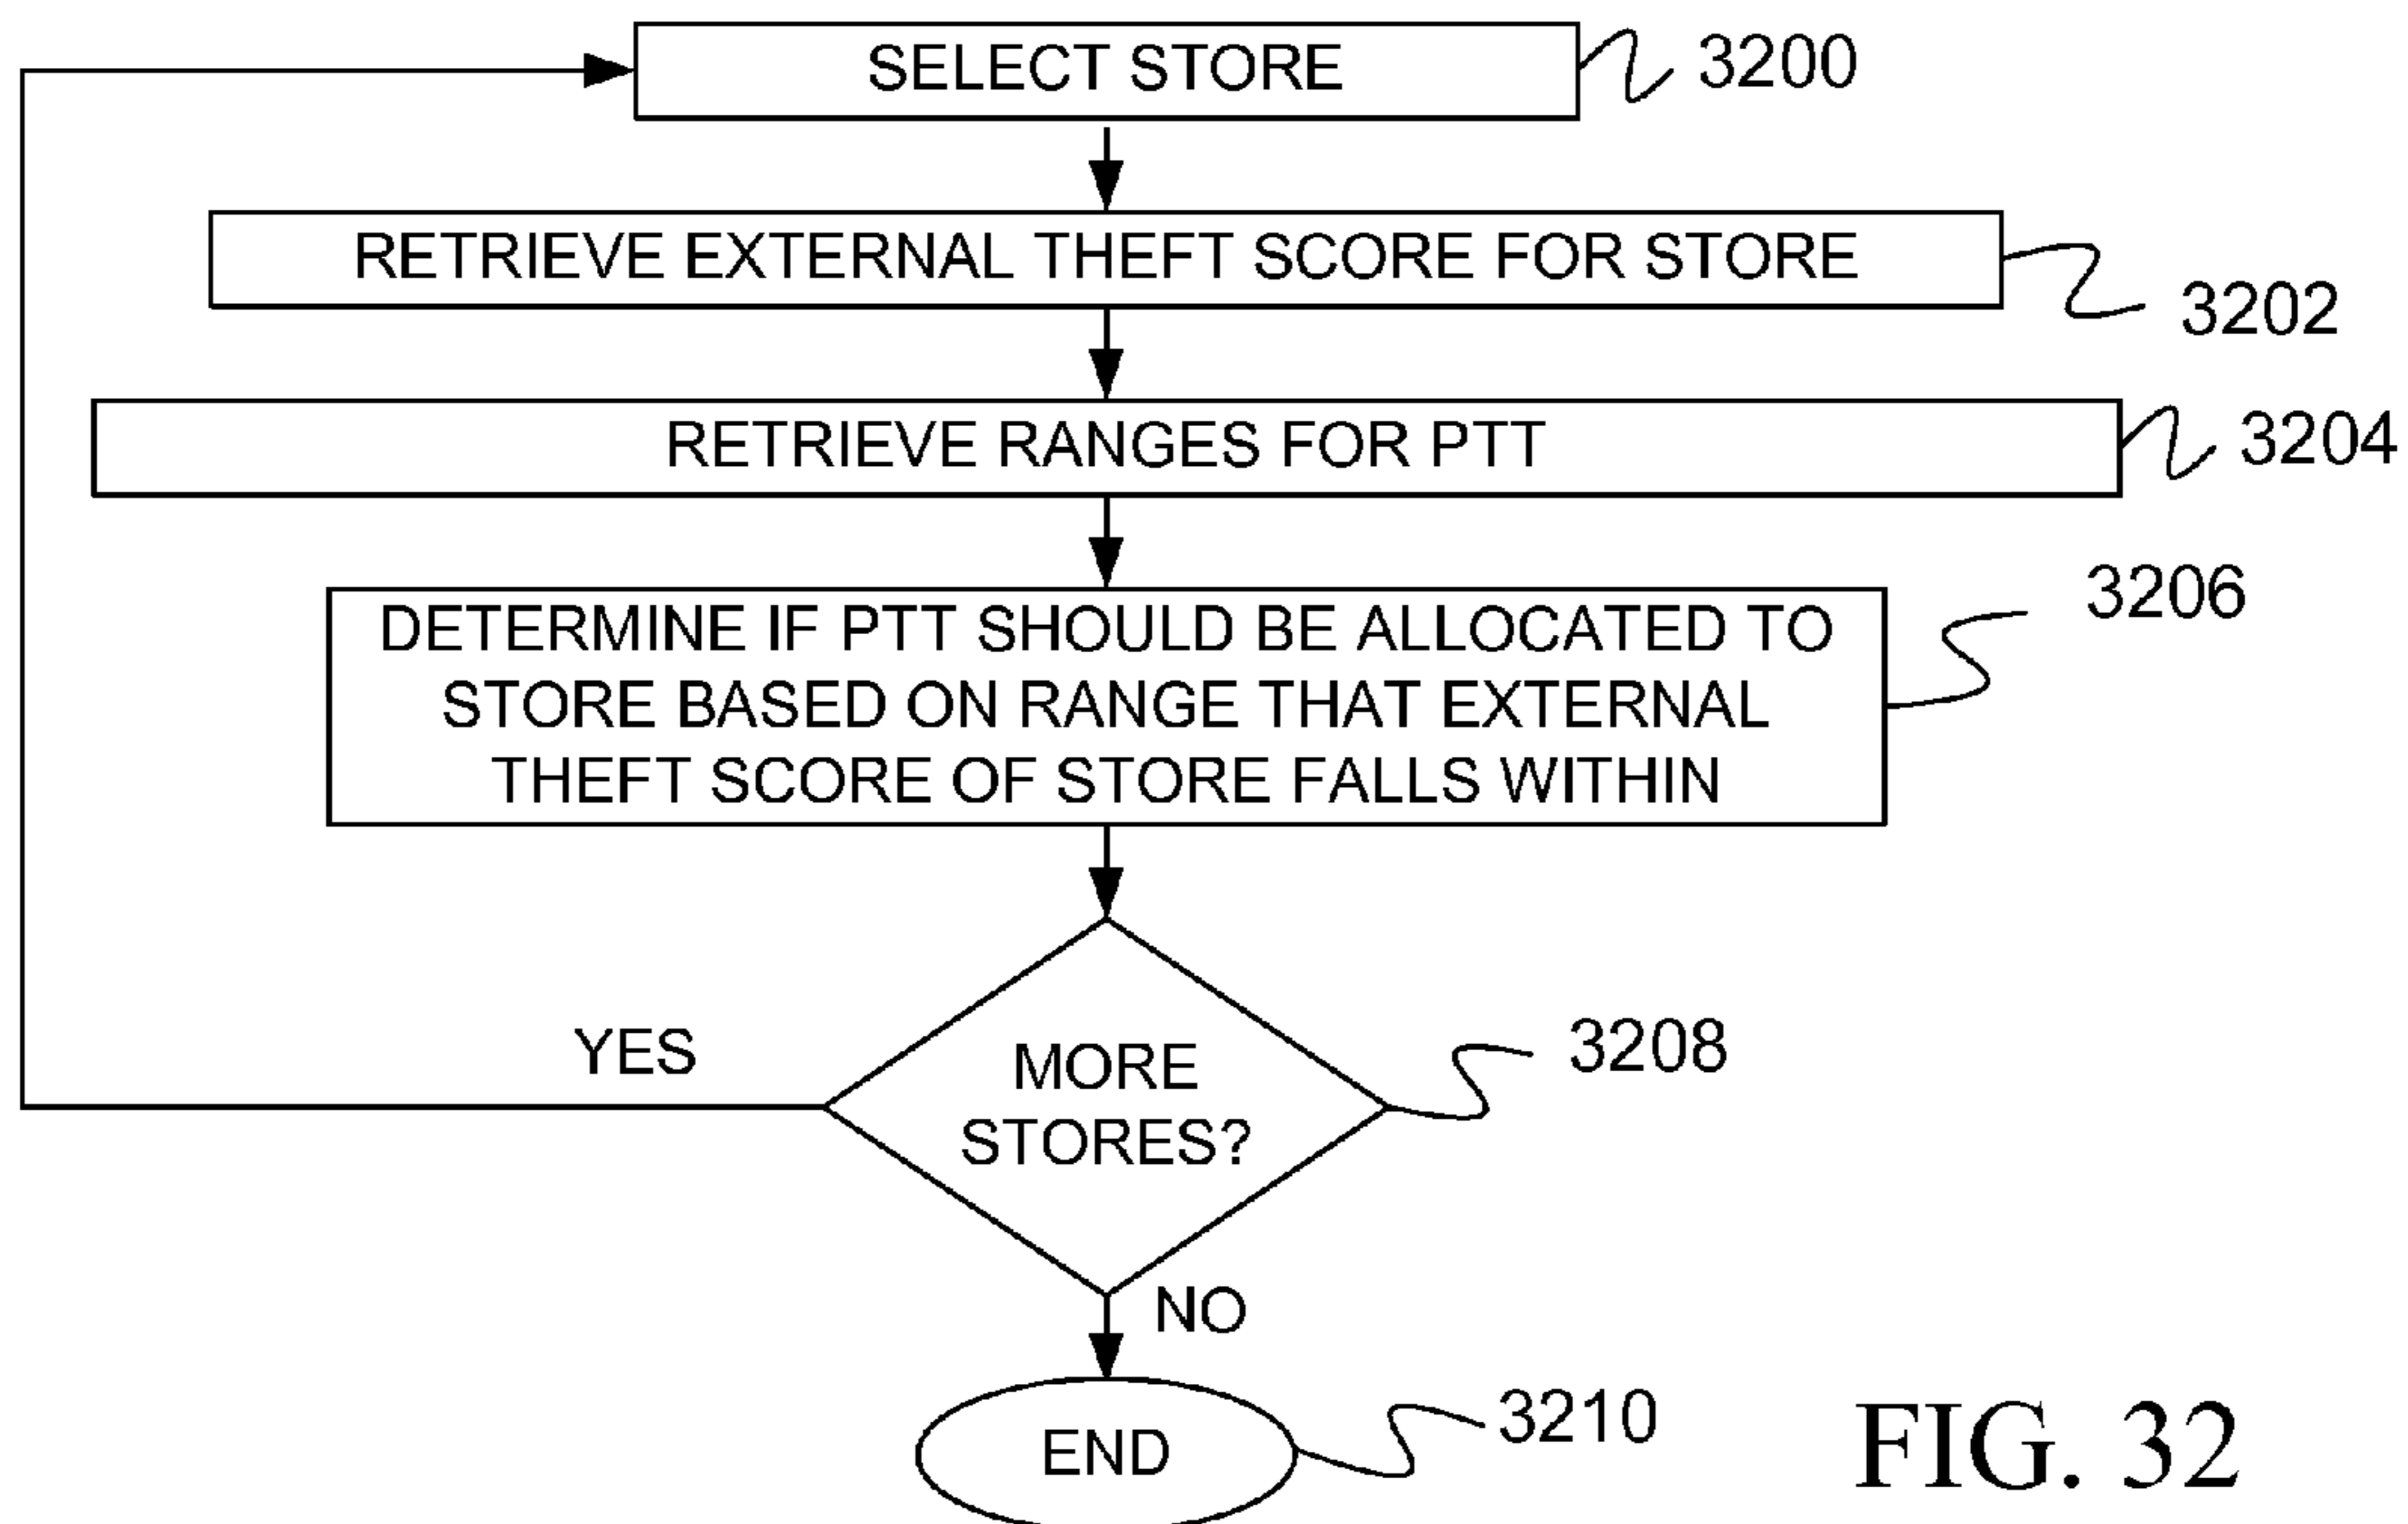 SELECT STORE
3200
RETRIEVE EXTERNAL THEFT SCORE FOR STORE
3202
RETRIEVE RANGES FOR PTT
3204
DETERMINE IF PTT SHOULD BE ALLOCATED TO
STORE BASED ON RANGE THAT EXTERNAL
THEFT SCORE OF STORE FALLS WITHIN
3206
YES
MORE
STORES?
3208
NO
END
3210
FIG. 32